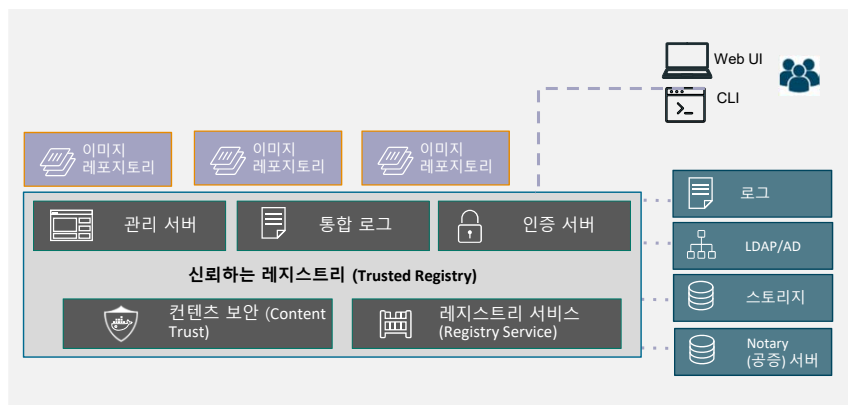 Web UI
CLI
이미지
레포지토리
이미지
레포지토리
이미지
레포지토리
관리 서버
통합 로그
인증 서버
신뢰하는 레지스트리 (Trusted Registry)
컨텐츠 보안 (Content
Trust)
레지스트리 서비스
(Registry Service)
로그
LDAP/AD
스토리지
Notary
(공증) 서버